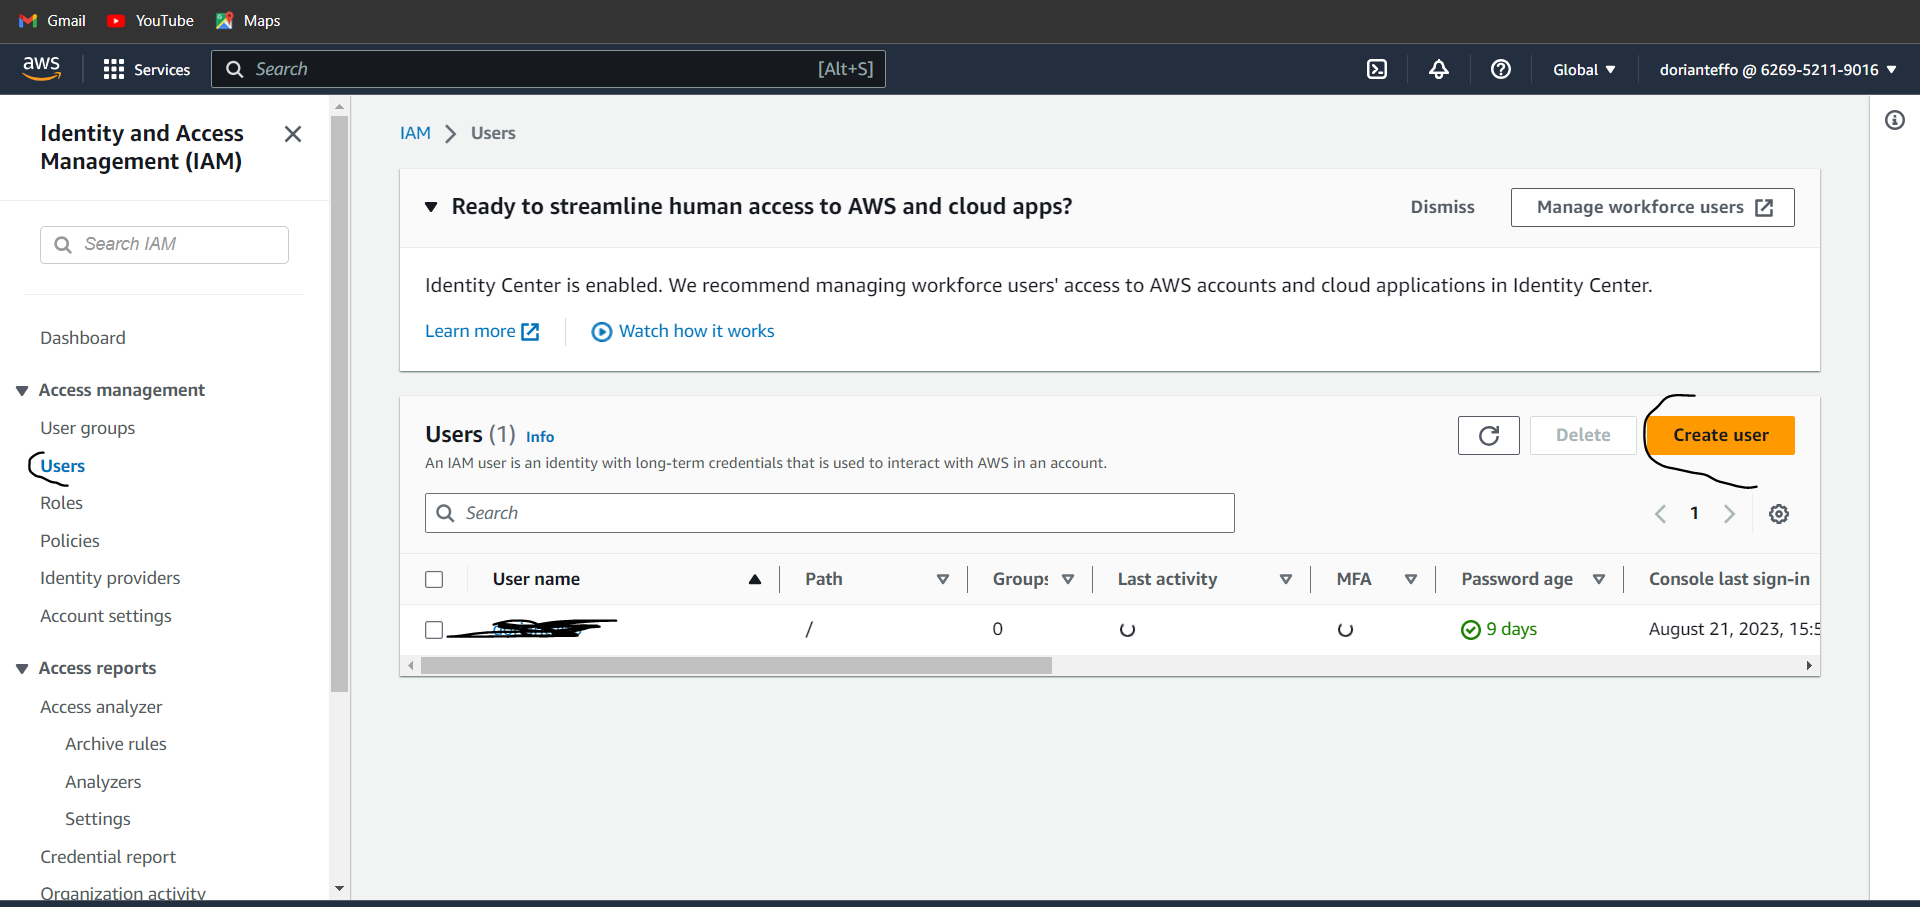 Gmail YouTube Maps
aws Services Search [Alt+S] Global dorianteffo @ 6269-5211-9016
Identity and Access
Management (IAM)
Search IAM
Dashboard
Access management
User groups
Users
Roles
Policies
Identity providers
Account settings
Access reports
Access analyzer
Archive rules
Analyzers
Settings
Credential report
Organization activity
IAM Users
Ready to streamline human access to AWS and cloud apps? Dismiss Manage workforce users
Identity Center is enabled. We recommend managing workforce users' access to AWS accounts and cloud applications in Identity Center.
Learn more Watch how it works
Users (1) Info Delete Create user
An IAM user is an identity with long-term credentials that is used to interact with AWS in an account.
Search 1
User name Path Groups Last activity MFA Password age Console last sign-in
/ 0 9 days August 21, 2023, 15:5